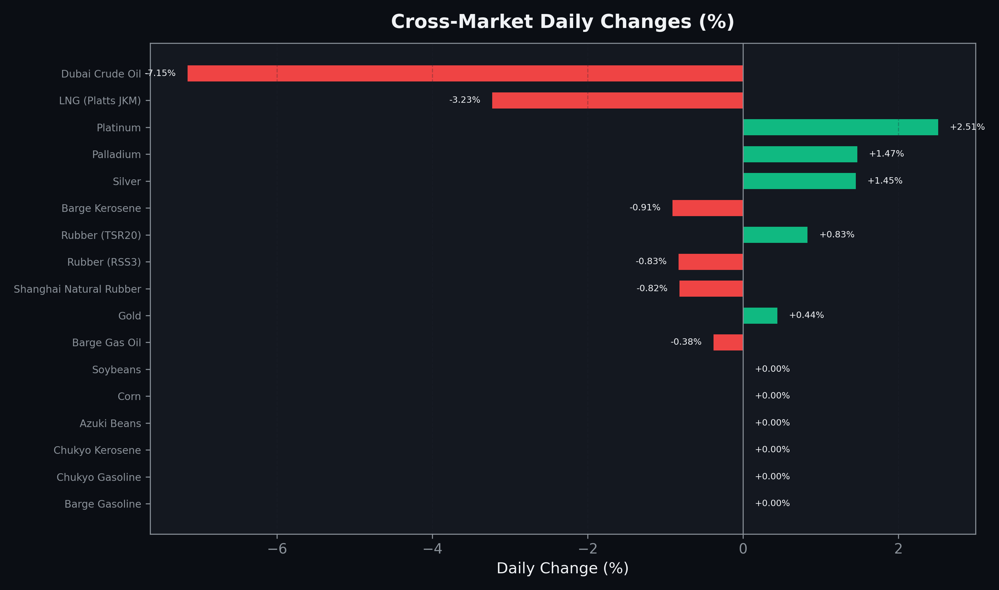 Cross-Market Daily Changes (%)
Dubai Crude Oil -7.15%
LNG (Platts JKM) -3.23%
Platinum +2.51%
Palladium +1.47%
Silver +1.45%
Barge Kerosene -0.91%
Rubber (TSR20) +0.83%
Rubber (RSS3) -0.83%
Shanghai Natural Rubber -0.82%
Gold +0.44%
Barge Gas Oil -0.38%
Soybeans +0.00%
Corn +0.00%
Azuki Beans +0.00%
Chukyo Kerosene +0.00%
Chukyo Gasoline +0.00%
Barge Gasoline +0.00%
−6 −4 −2 0 2
Daily Change (%)